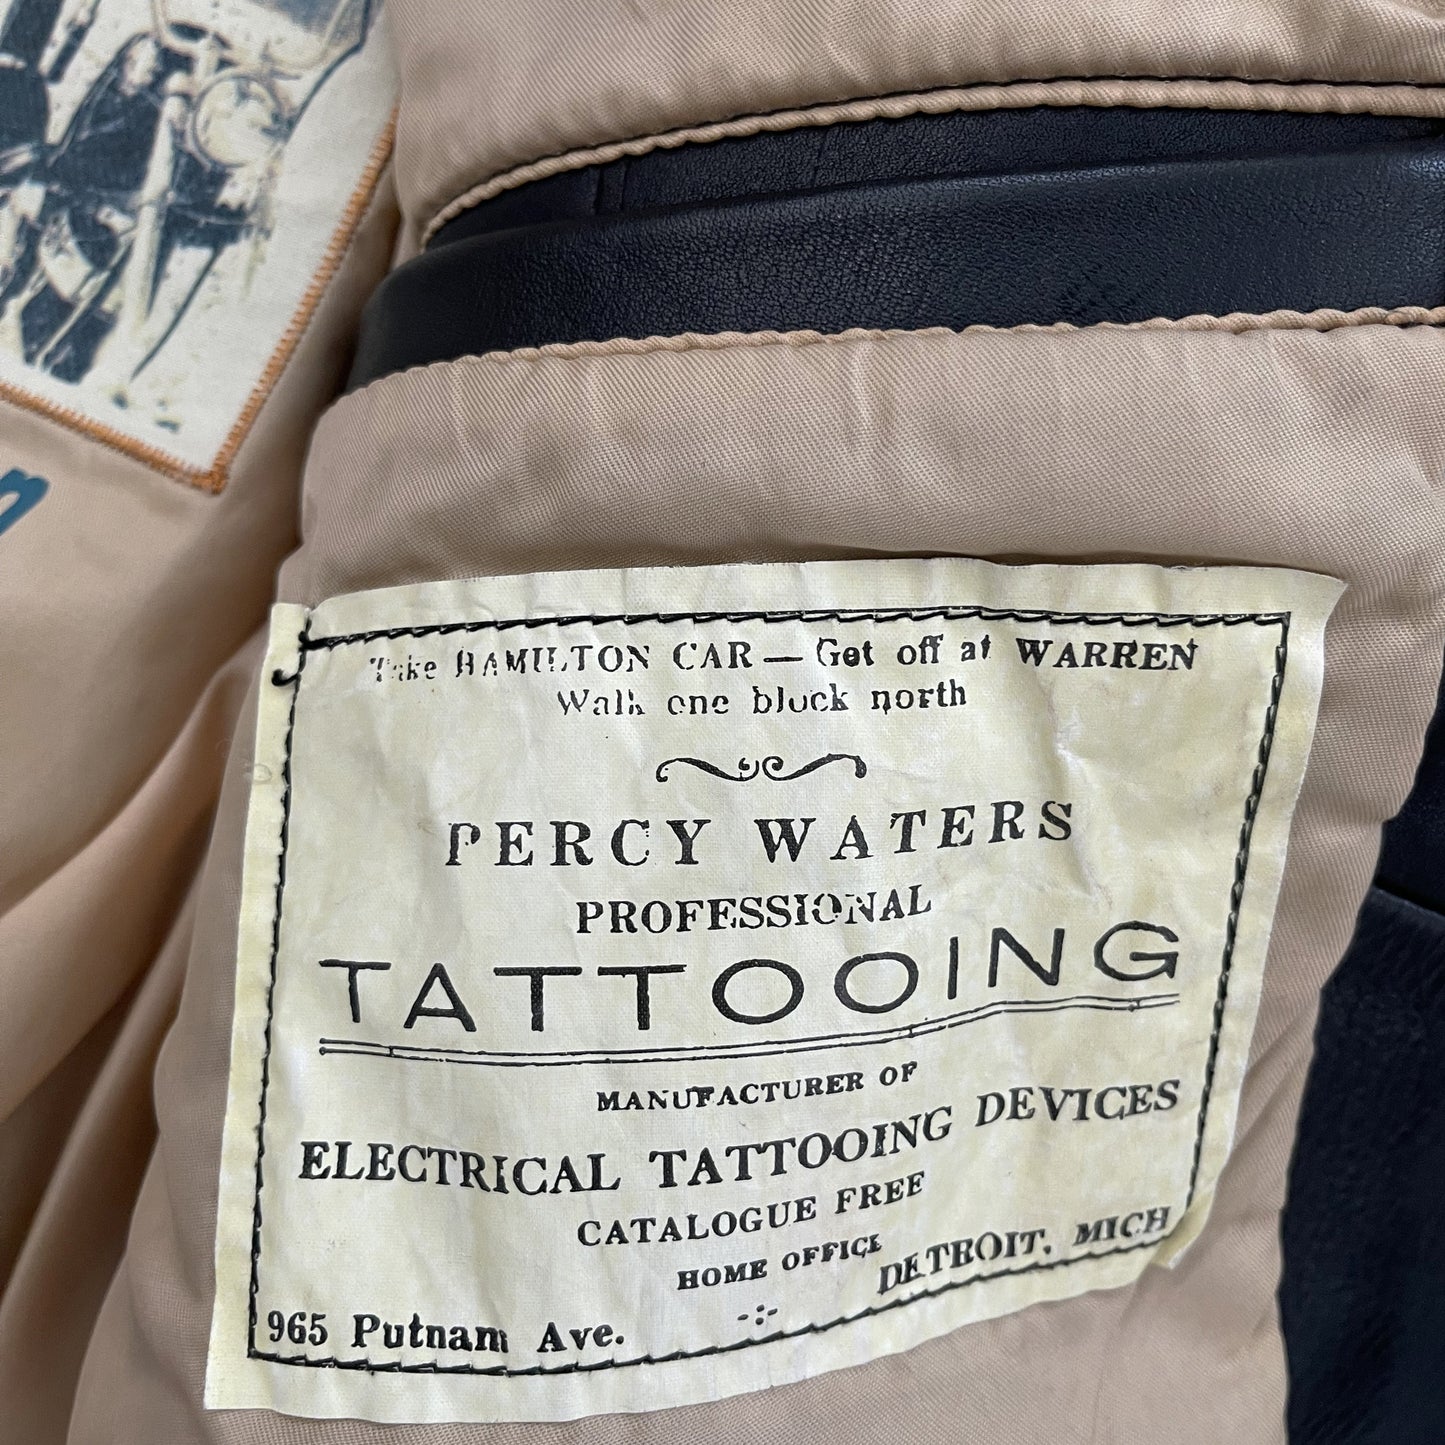 Take HAMILTON CAR — Get off at WARREN
Walk one block north
PERCY WATERS
PROFESSIONAL
TATTOOING
MANUFACTURER OF
ELECTRICAL TATTOOING DEVICES
CATALOGUE FREE
HOME OFFICE
965 Putnam Ave. -:- DETROIT, MICH